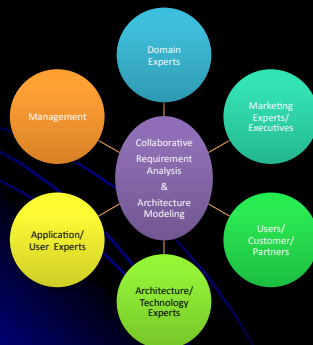 Domain
Experts
Management
Marketing
Experts/
Executives
Collaborative
Requirement
Analysis
&
Architecture
Modeling
Application/
User Experts
Users/
Customer/
Partners
Architecture/
Technology
Experts